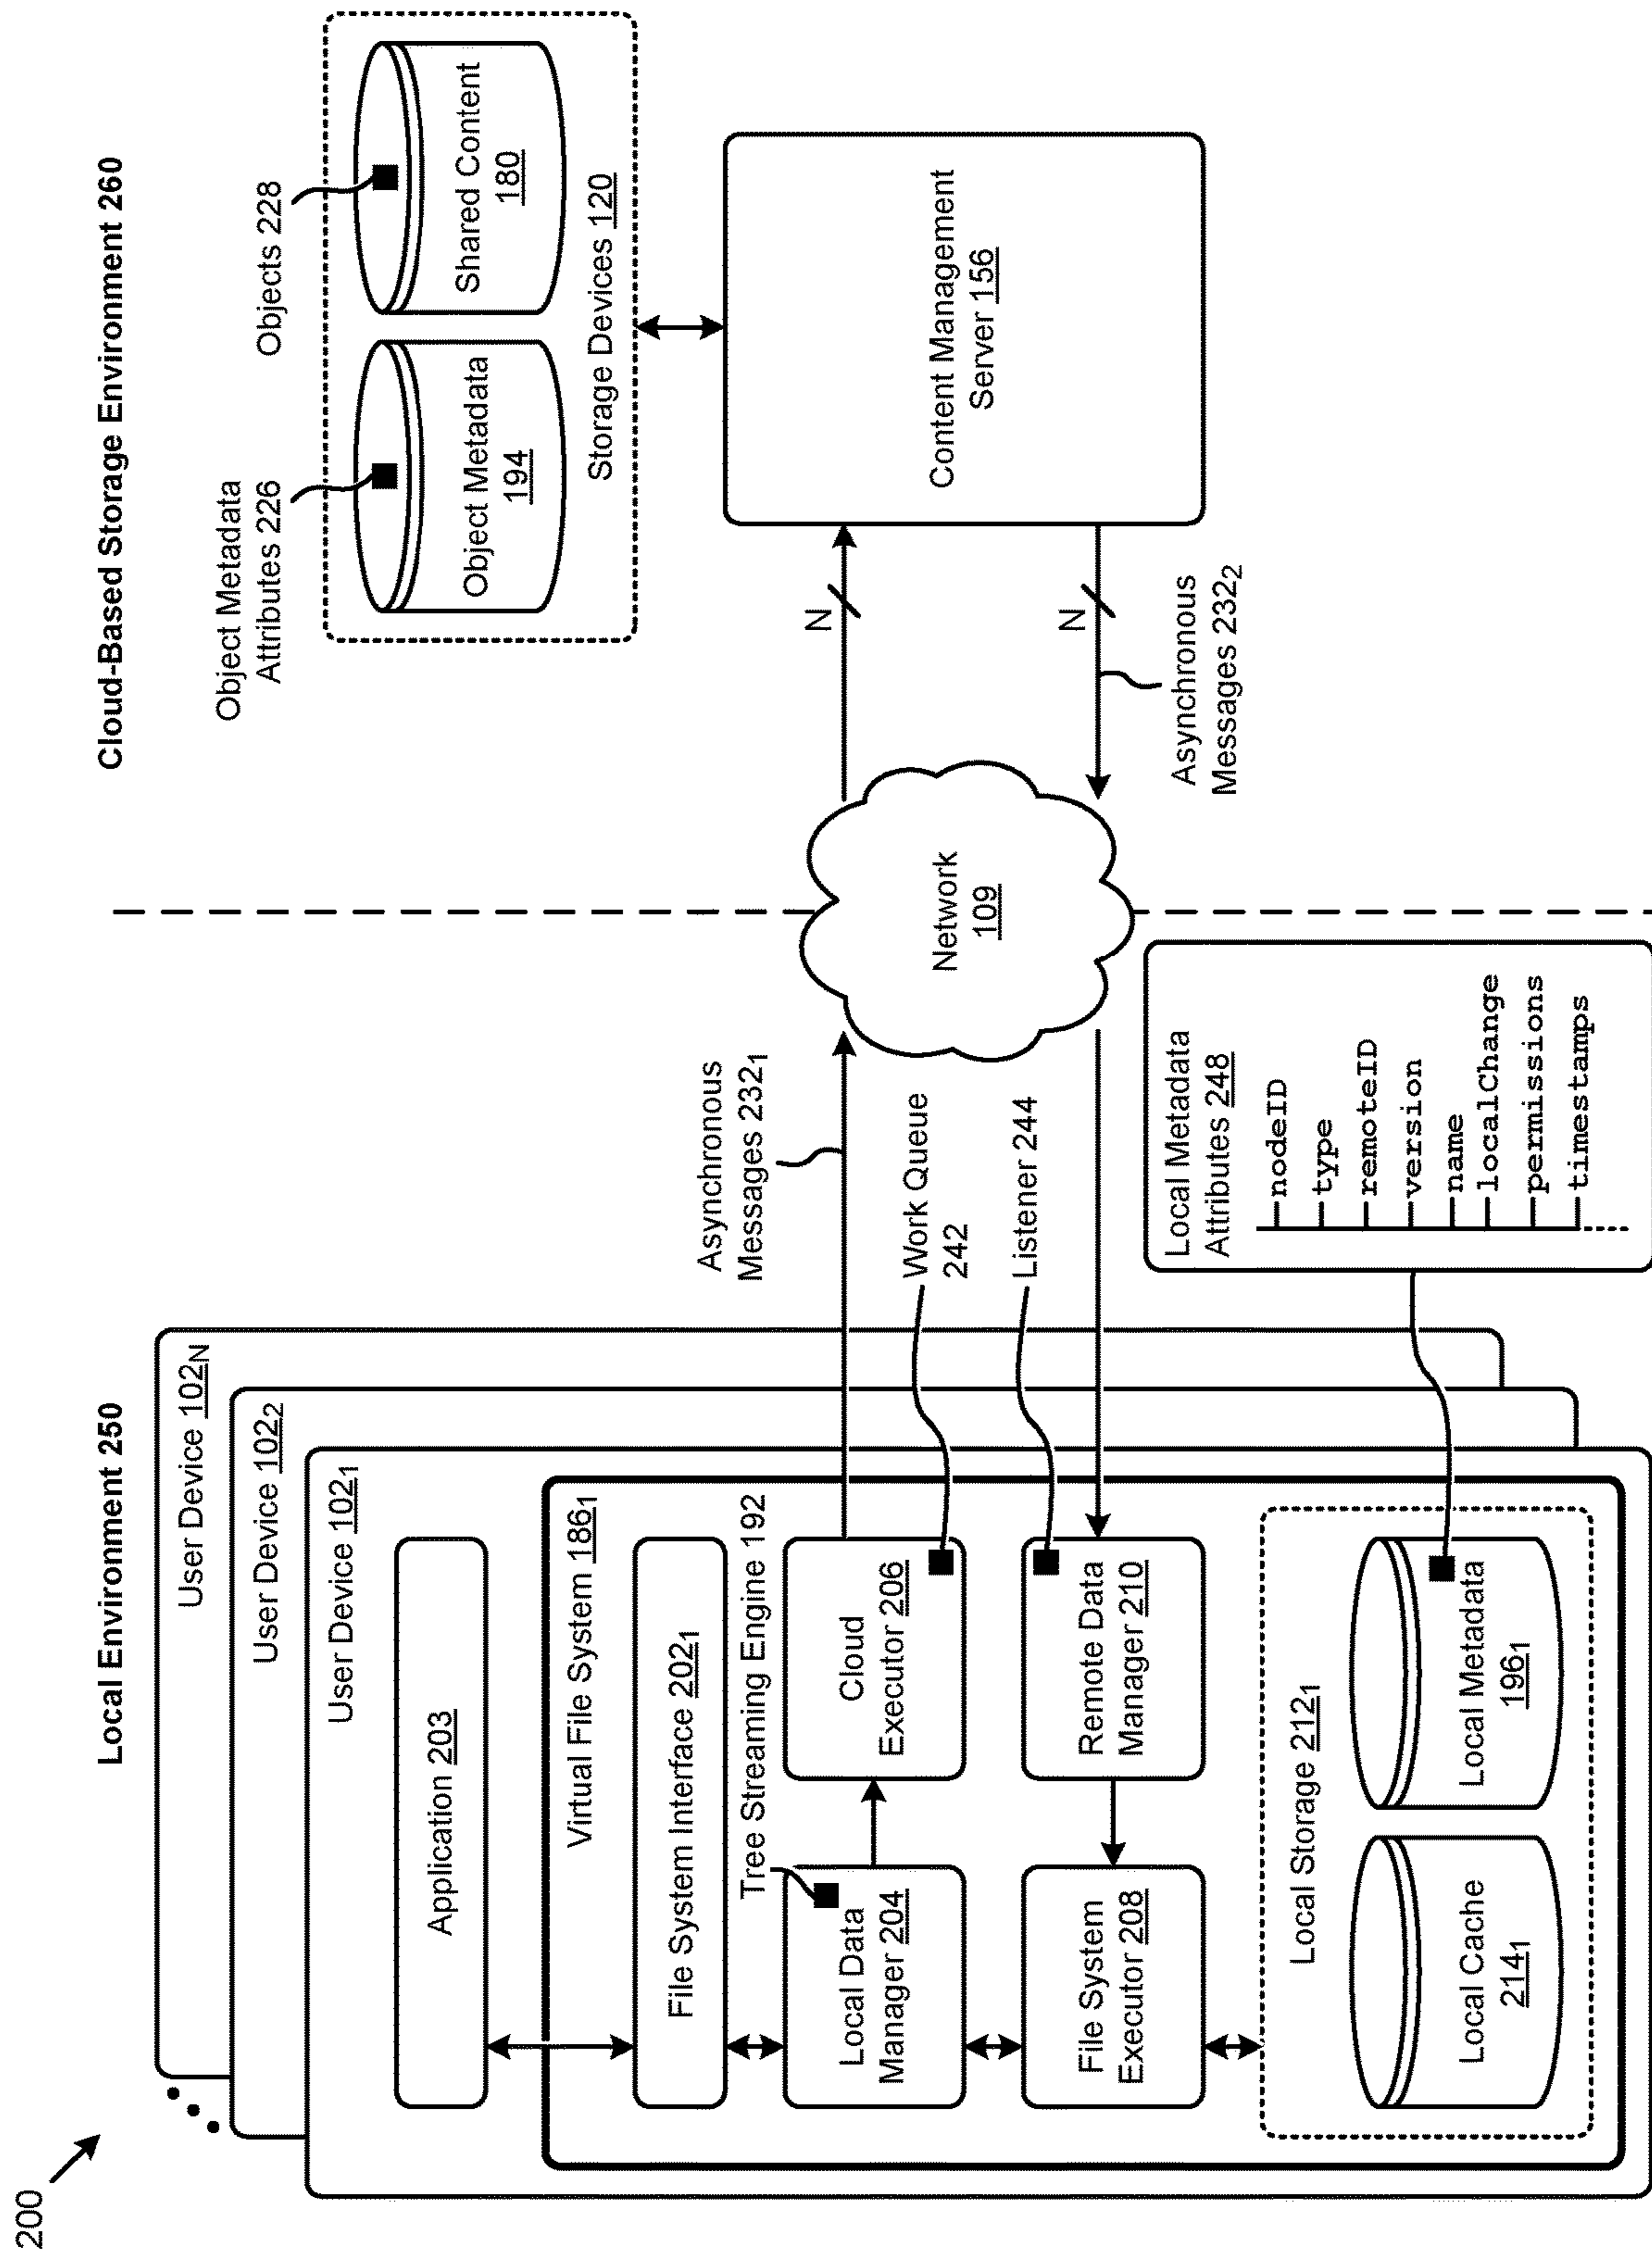 200
Local Environment 250
Cloud-Based Storage Environment 260
User Device 102N
User Device 1022
User Device 1021
Application 203
Virtual File System 1861
File System Interface 2021
Tree Streaming Engine 192
Local Data
Manager 204
Cloud
Executor 206
File System
Executor 208
Remote Data
Manager 210
Local Storage 2121
Local Cache
2141
Local Metadata
1961
Asynchronous
Messages 2321
Work Queue
242
Listener 244
Local Metadata
Attributes 248
nodeID
type
remoteID
version
name
localChange
permissions
timestamps
Network
109
Object Metadata
Attributes 226
Objects 228
Object Metadata
194
Shared Content
180
Storage Devices 120
N
N
Asynchronous
Messages 2322
Content Management
Server 156